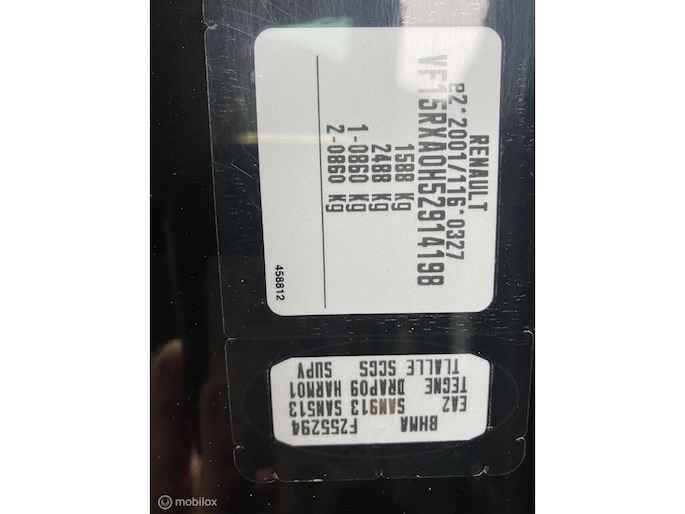 RENAULT
e2*2001/116*0327
VF15RXA0H52914198
1588 Kg
2488 Kg
1-0860 Kg
2-0860 Kg
458812
BHMA F255294
EA2 SAN913 SAN513
TEGNE DRAP09 HARM01
TLALLE SCGS SUPY
mobilox